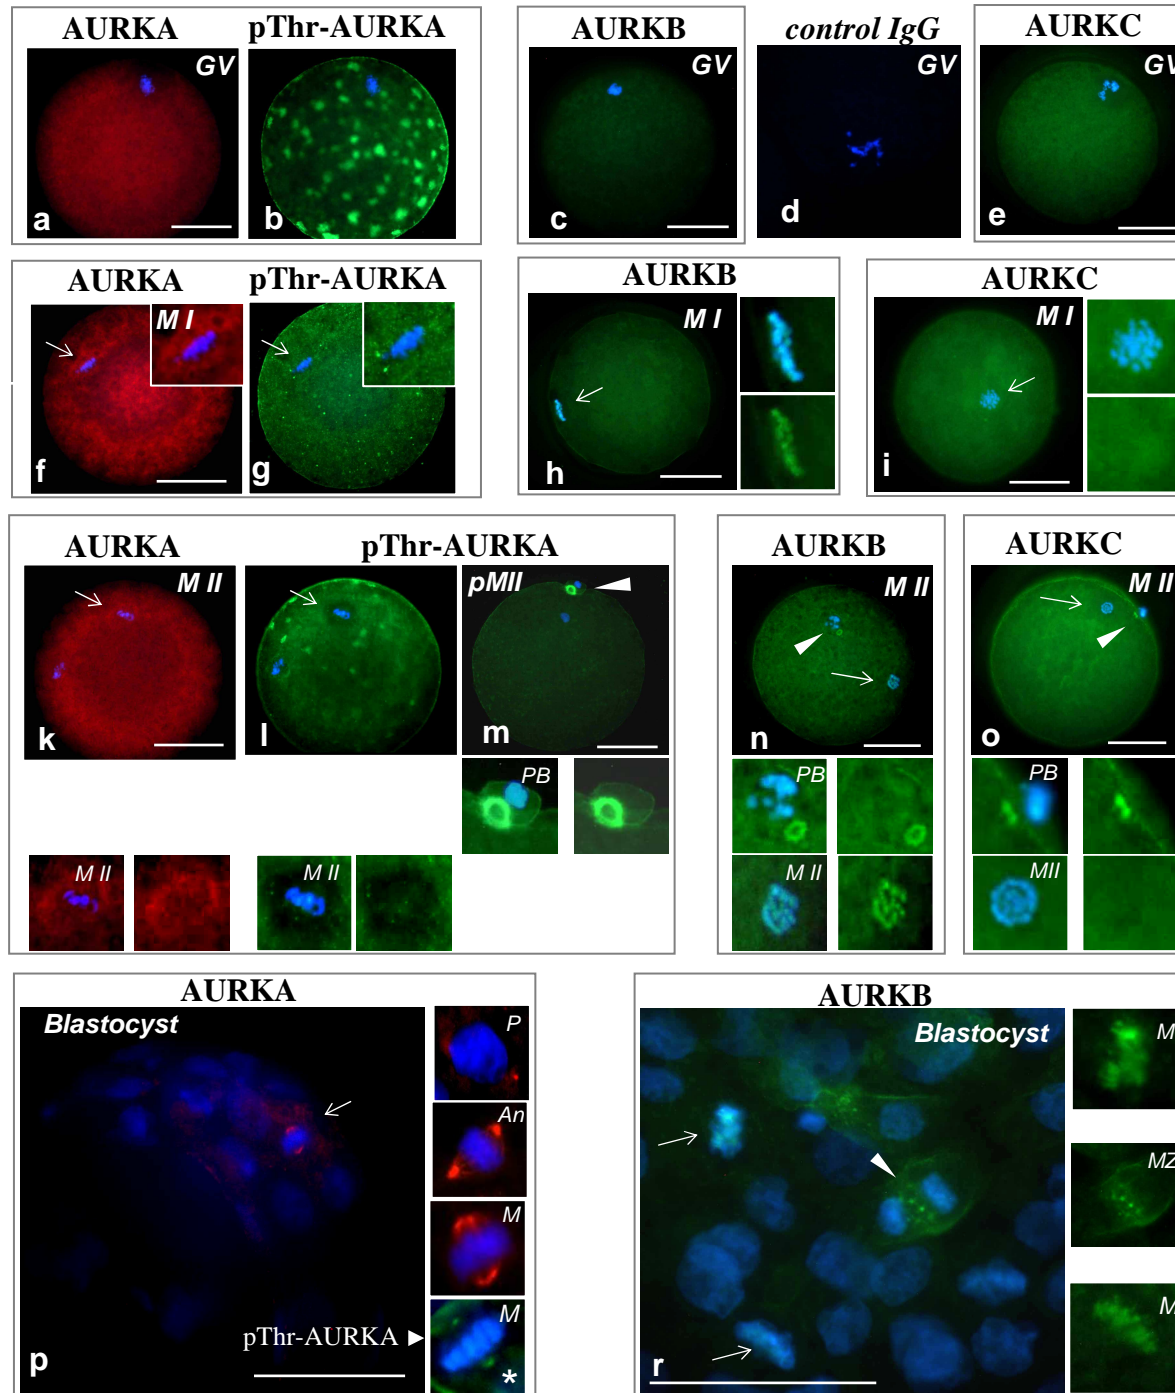 AURKA pThr-AURKA AURKB control IgG AURKC
GV GV GV GV
a b c d e
AURKA pThr-AURKA AURKB AURKC
M I M I M I
f g h i
AURKA pThr-AURKA AURKB AURKC
M II pMII M II M II
k l m n o
PB PB PB
M II M II M II MII
AURKA AURKB
Blastocyst P Blastocyst M
An
MZ
M
M M
pThr-AURKA
p * r